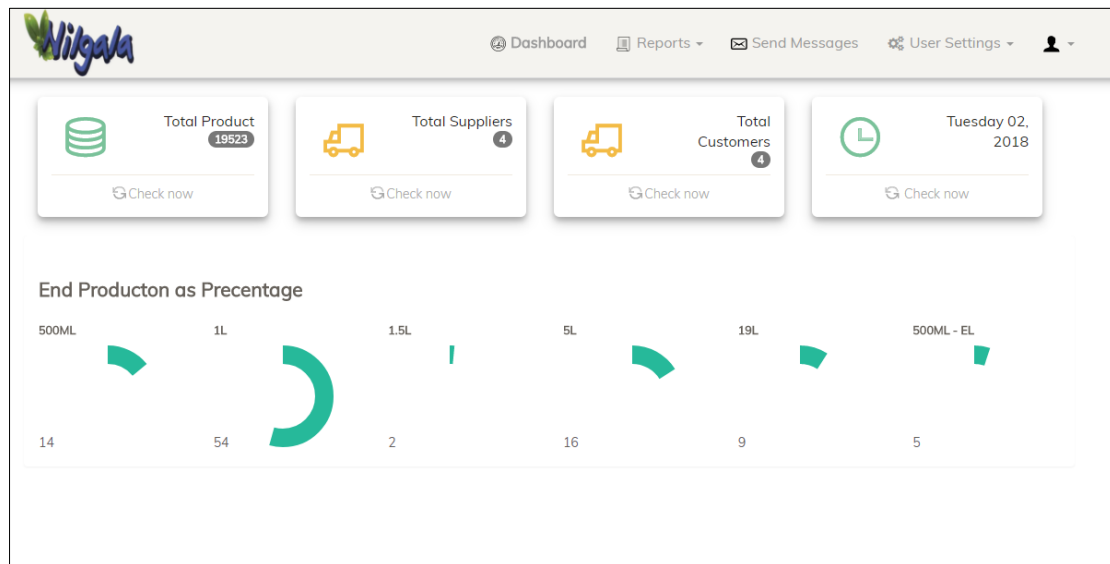 Nilgala
Dashboard Reports Send Messages User Settings
Total Product
19523
Check now
Total Suppliers
4
Check now
Total
Customers
4
Check now
Tuesday 02,
2018
Check now
End Producton as Precentage
500ML 1L 1.5L 5L 19L 500ML - EL
14 54 2 16 9 5